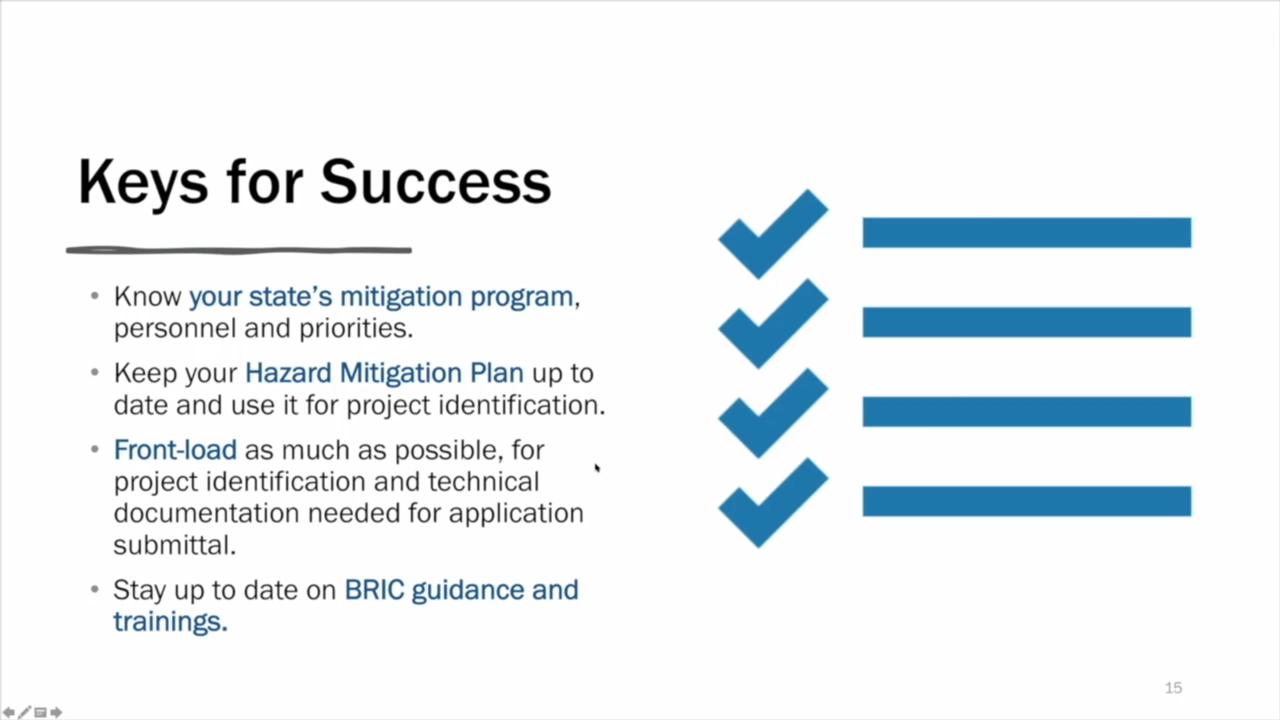 Keys for Success
• Know your state’s mitigation program,
personnel and priorities.
• Keep your Hazard Mitigation Plan up to
date and use it for project identification.
• Front-load as much as possible, for
project identification and technical
documentation needed for application
submittal.
• Stay up to date on BRIC guidance and
trainings.
15